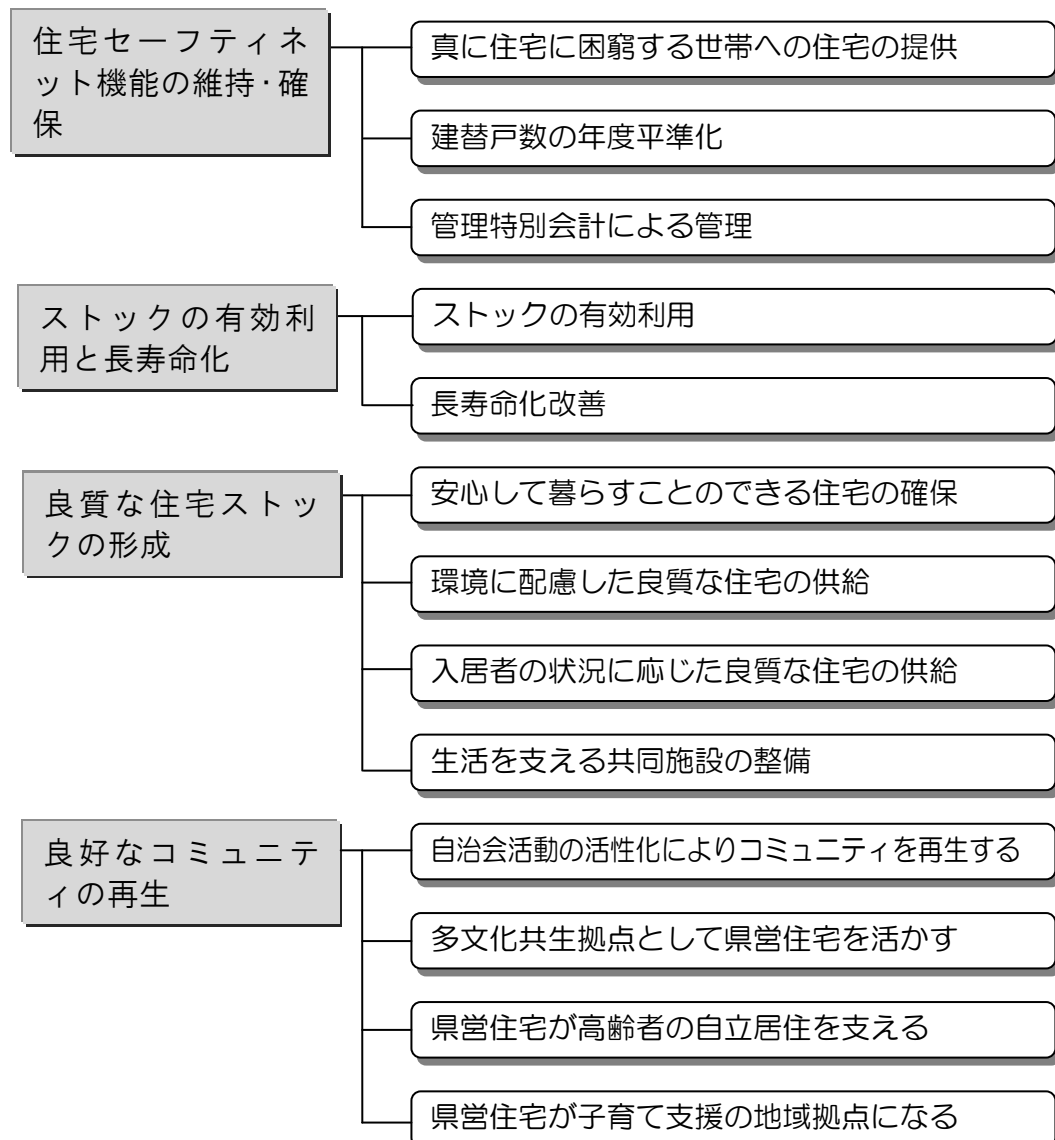 住宅セーフティネ
ット機能の維持・確
保
真に住宅に困窮する世帯への住宅の提供
建替戸数の年度平準化
管理特別会計による管理
ストックの有効利
用と長寿命化
ストックの有効利用
長寿命化改善
良質な住宅ストッ
クの形成
安心して暮らすことのできる住宅の確保
環境に配慮した良質な住宅の供給
入居者の状況に応じた良質な住宅の供給
生活を支える共同施設の整備
良好なコミュニテ
ィの再生
自治会活動の活性化によりコミュニティを再生する
多文化共生拠点として県営住宅を活かす
県営住宅が高齢者の自立居住を支える
県営住宅が子育て支援の地域拠点になる